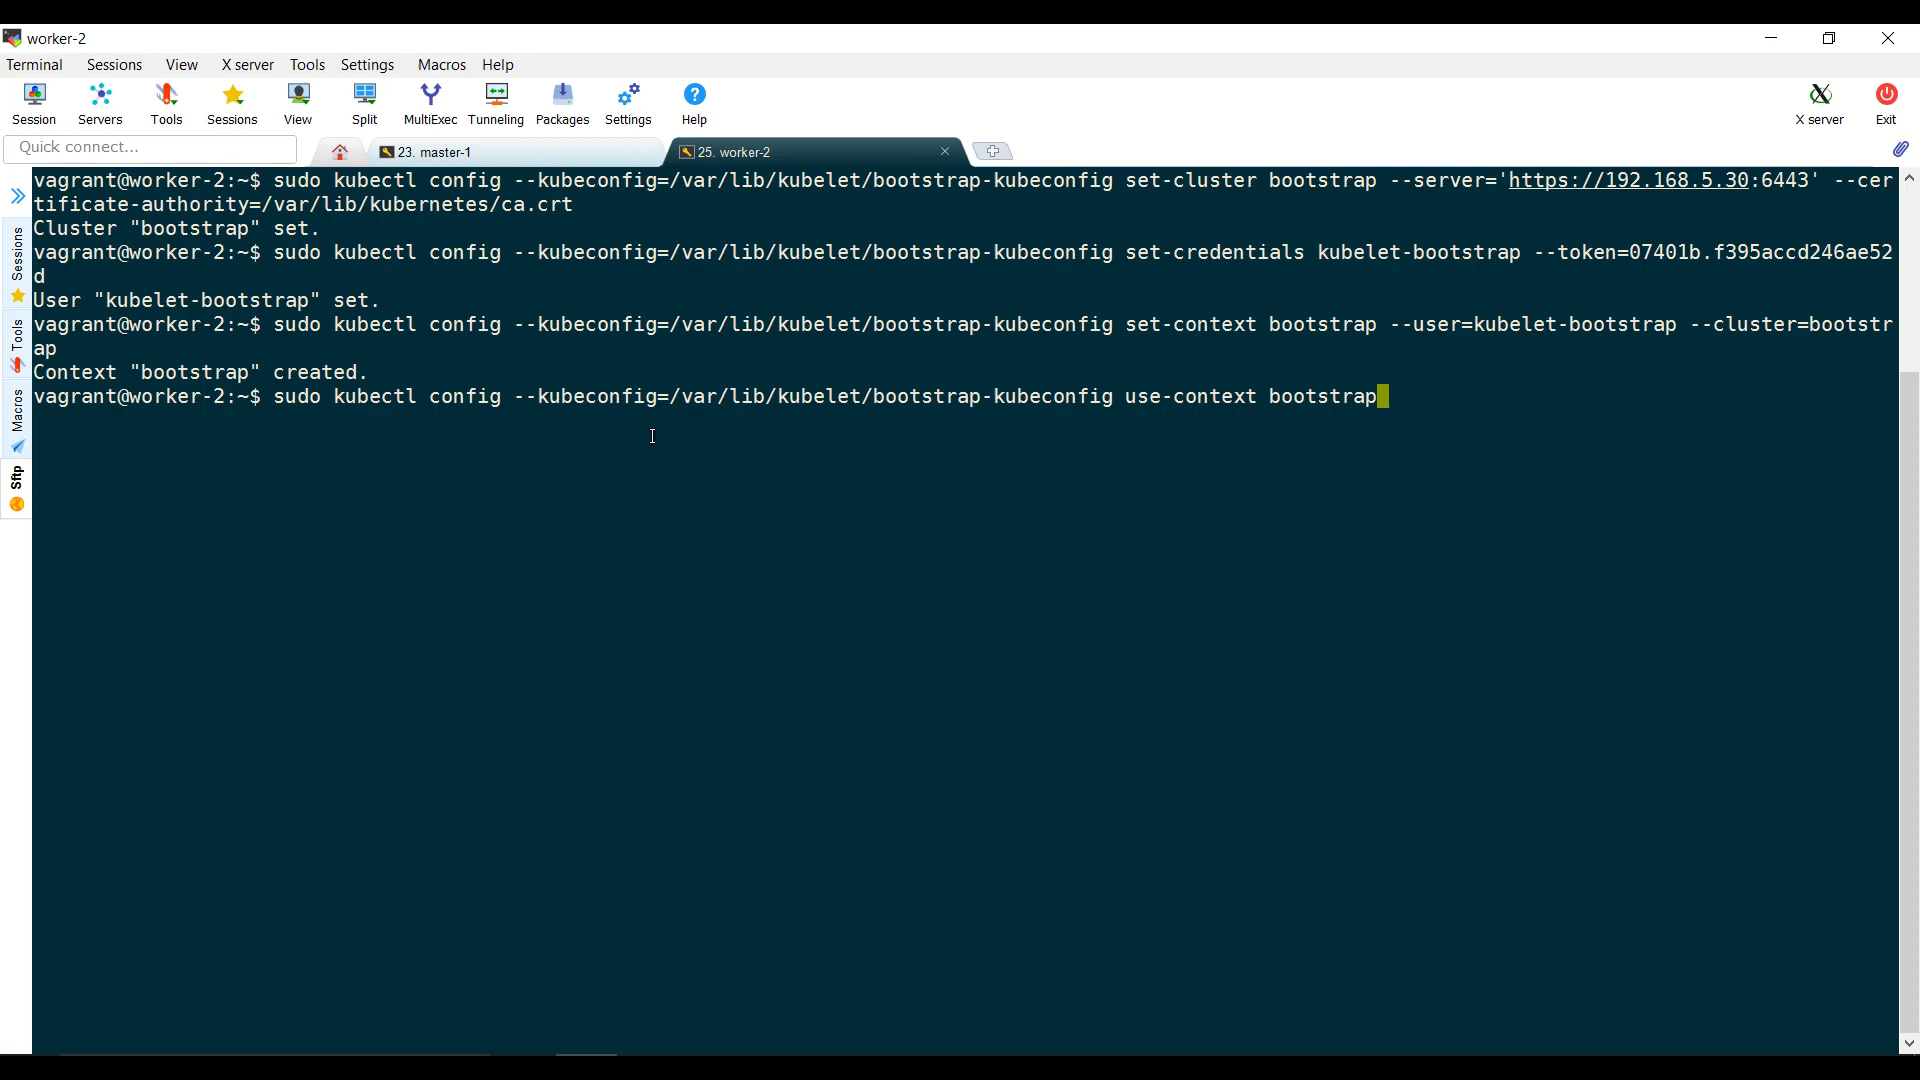 worker-2
Terminal Sessions View X server Tools Settings Macros Help
Session Servers Tools Sessions View Split MultiExec Tunneling Packages Settings Help X server Exit
Quick connect... 23. master-1 25. worker-2
vagrant@worker-2:~$ sudo kubectl config --kubeconfig=/var/lib/kubelet/bootstrap-kubeconfig set-cluster bootstrap --server='https://192.168.5.30:6443' --cer
tificate-authority=/var/lib/kubernetes/ca.crt
Cluster "bootstrap" set.
vagrant@worker-2:~$ sudo kubectl config --kubeconfig=/var/lib/kubelet/bootstrap-kubeconfig set-credentials kubelet-bootstrap --token=07401b.f395accd246ae52
d
User "kubelet-bootstrap" set.
vagrant@worker-2:~$ sudo kubectl config --kubeconfig=/var/lib/kubelet/bootstrap-kubeconfig set-context bootstrap --user=kubelet-bootstrap --cluster=bootstr
ap
Context "bootstrap" created.
vagrant@worker-2:~$ sudo kubectl config --kubeconfig=/var/lib/kubelet/bootstrap-kubeconfig use-context bootstrap
Sessions
Tools
Macros
Sftp